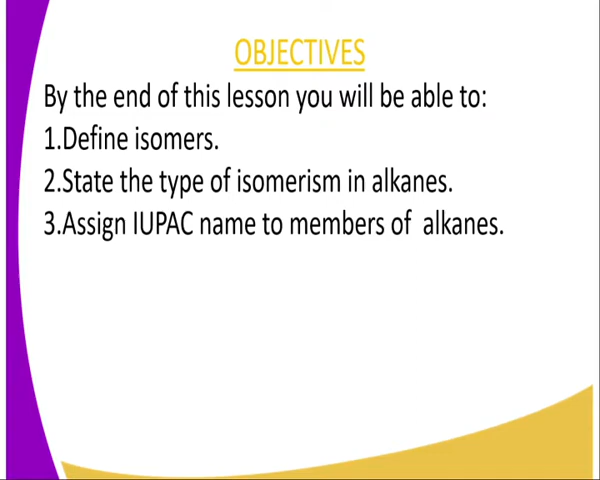 OBJECTIVES
By the end of this lesson you will be able to:
1.Define isomers.
2.State the type of isomerism in alkanes.
3.Assign IUPAC name to members of  alkanes.